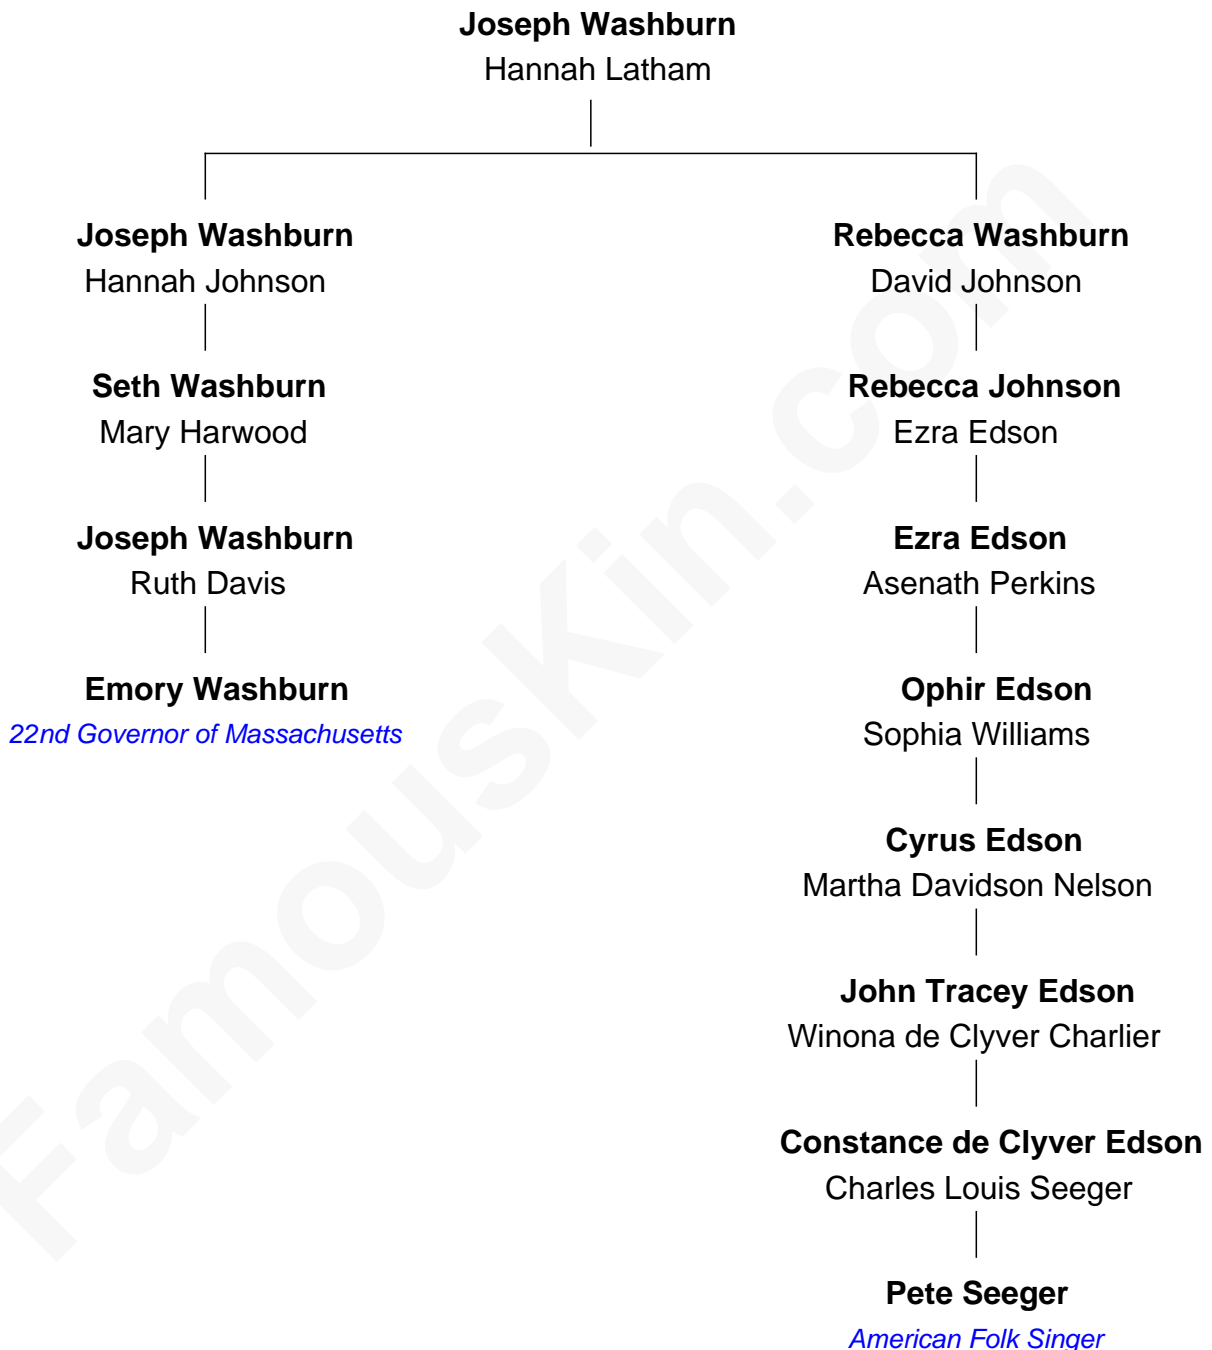 Joseph Washburn
Hannah Latham
Joseph Washburn
Hannah Johnson
Seth Washburn
Mary Harwood
Joseph Washburn
Ruth Davis
Emory Washburn
22nd Governor of Massachusetts
Rebecca Washburn
David Johnson
Rebecca Johnson
Ezra Edson
Ezra Edson
Asenath Perkins
Ophir Edson
Sophia Williams
Cyrus Edson
Martha Davidson Nelson
John Tracey Edson
Winona de Clyver Charlier
Constance de Clyver Edson
Charles Louis Seeger
Pete Seeger
American Folk Singer
FamousKin.com